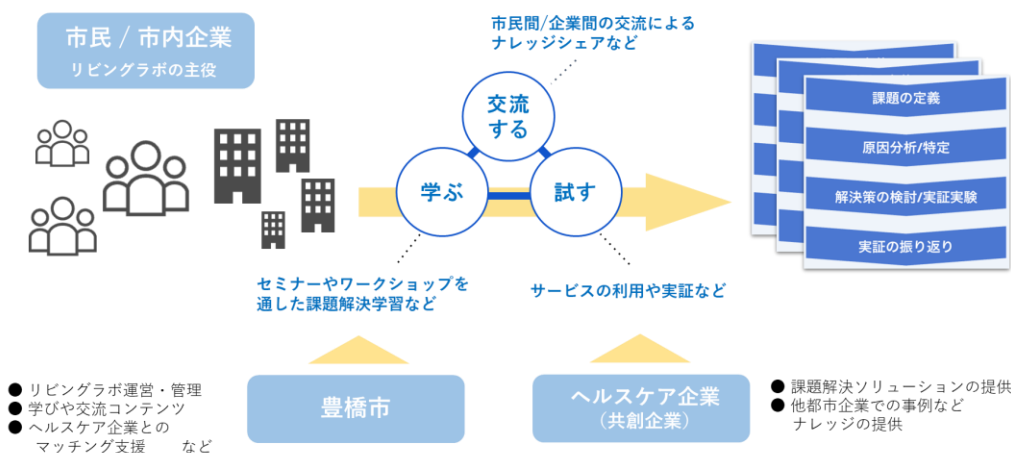 市民 / 市内企業
リビングラボの主役
市民間/企業間の交流による
ナレッジシェアなど
交流
する
学ぶ
試す
セミナーやワークショップを
通した課題解決学習など
サービスの利用や実証など
課題の定義
原因分析/特定
解決策の検討/実証実験
実証の振り返り
豊橋市
● リビングラボ運営・管理
● 学びや交流コンテンツ
● ヘルスケア企業との
マッチング支援 など
ヘルスケア企業
(共創企業)
● 課題解決ソリューションの提供
● 他都市企業での事例など
ナレッジの提供